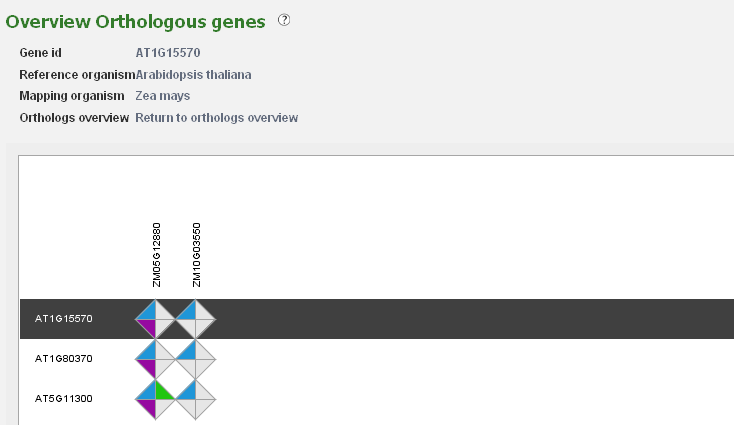 Overview Orthologous genes ?
Gene id AT1G15570
Reference organism Arabidopsis thaliana
Mapping organism Zea mays
Orthologs overview Return to orthologs overview
ZM05G12880 ZM10G03550
AT1G15570
AT1G80370
AT5G11300